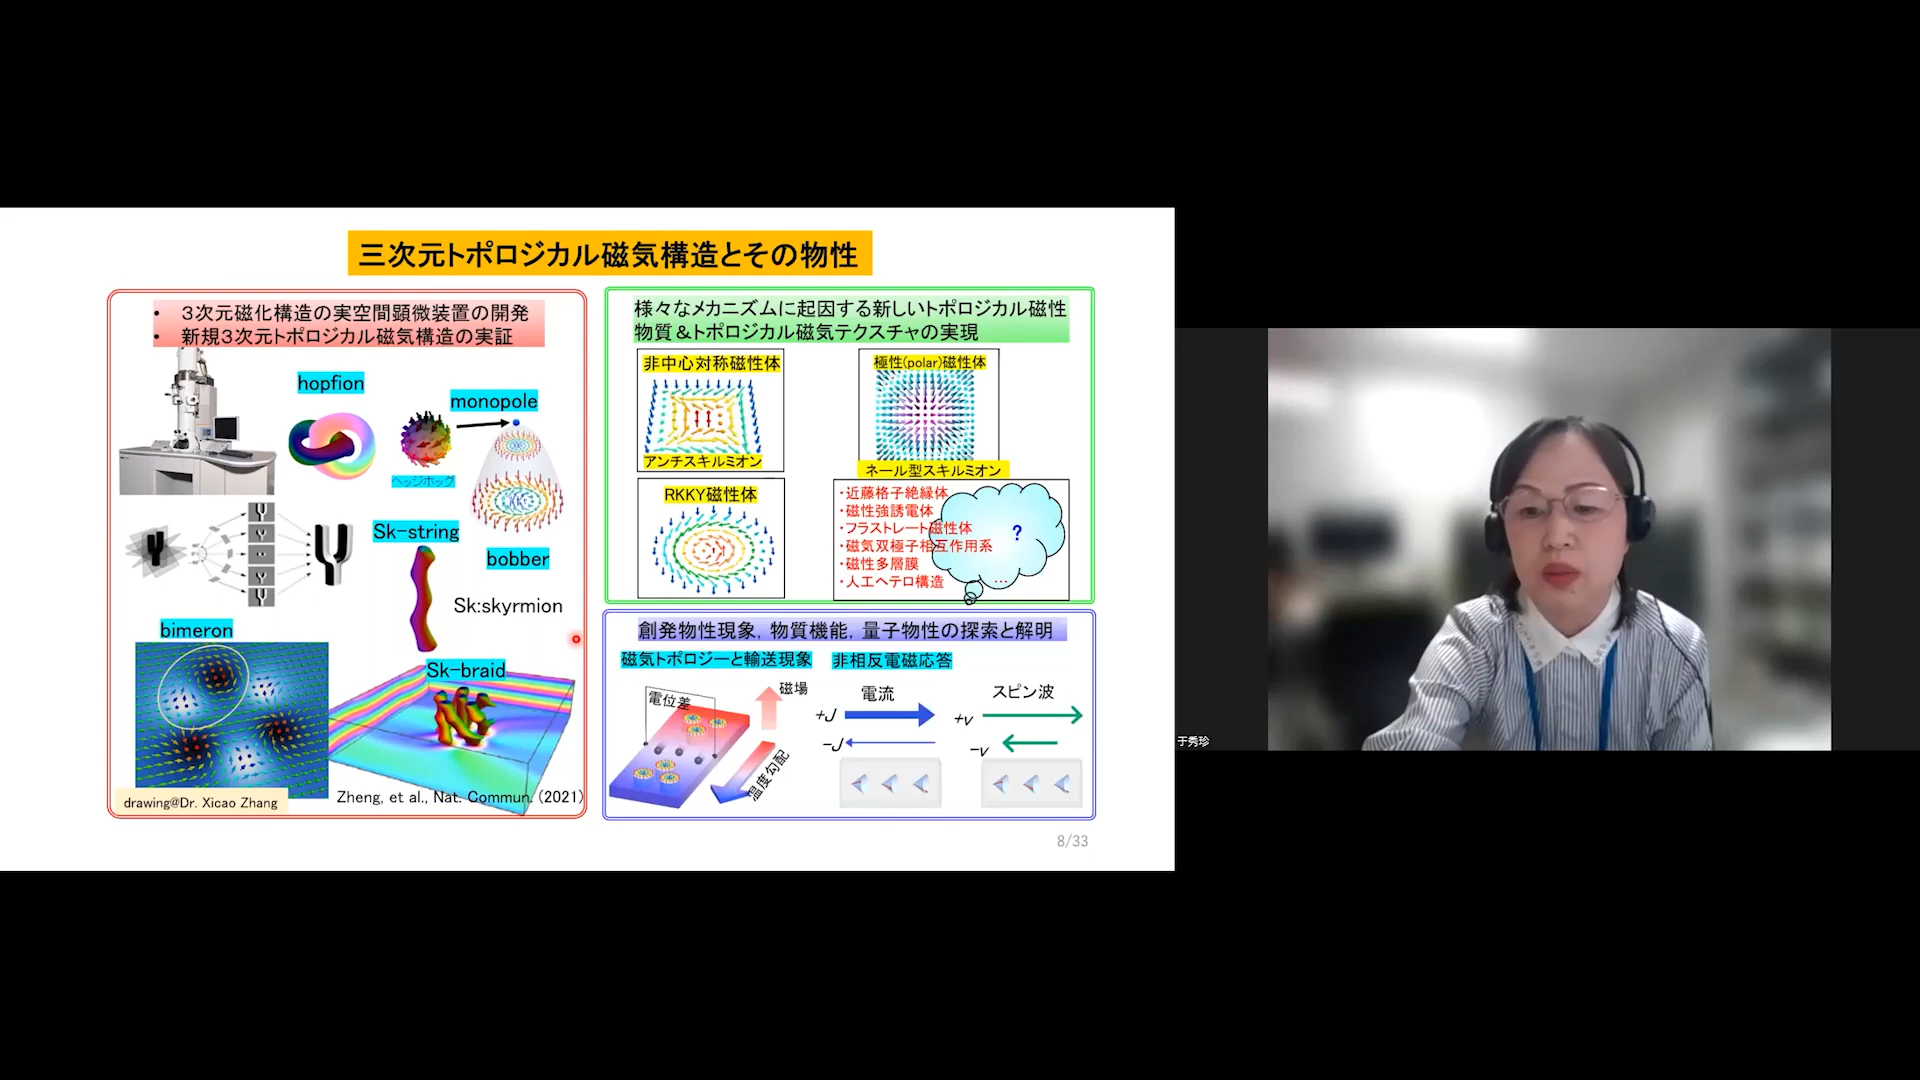 三次元トポロジカル磁気構造とその物性
• 3次元磁化構造の実空間顕微装置の開発
• 新規3次元トポロジカル磁気構造の実証
hopfion
monopole
ヘッジホッグ
Sk-string
bobber
Sk:skyrmion
bimeron
Sk-braid
drawing@Dr. Xicao Zhang
Zheng, et al., Nat. Commun. (2021)
様々なメカニズムに起因する新しいトポロジカル磁性
物質&トポロジカル磁気テクスチャの実現
非中心対称磁性体
アンチスキルミオン
極性(polar)磁性体
ネール型スキルミオン
RKKY磁性体
・近藤格子絶縁体
・磁性強誘電体
・フラストレート磁性体
・磁気双極子相互作用系
・磁性多層膜
・人工ヘテロ構造
?
...
創発物性現象, 物質機能, 量子物性の探索と解明
磁気トポロジーと輸送現象
非相反電磁応答
電位差
磁場
温度勾配
電流
+J
-J
スピン波
+v
-v
8/33
于秀珍